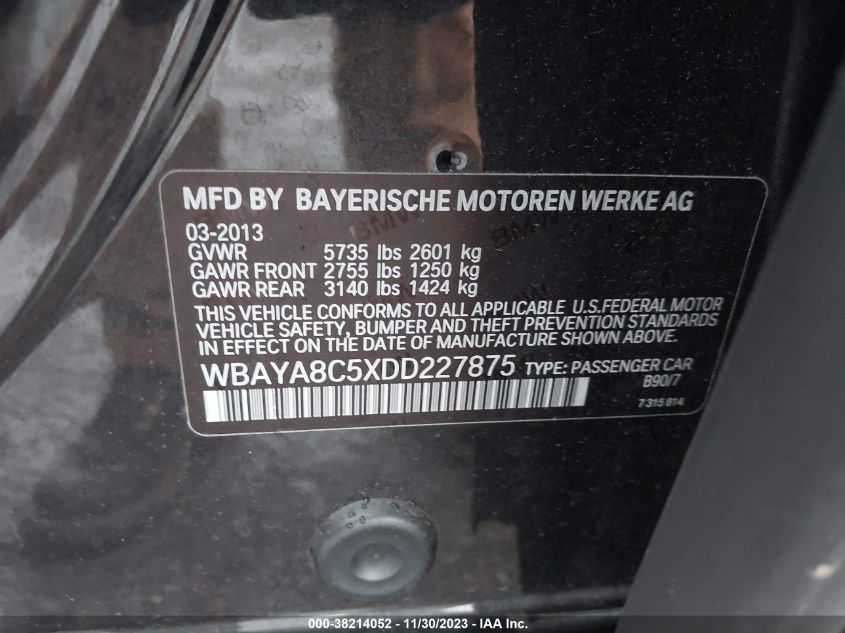 MFD BY BAYERISCHE MOTOREN WERKE AG
03-2013
GVWR 5735 lbs 2601 kg
GAWR FRONT 2755 lbs 1250 kg
GAWR REAR 3140 lbs 1424 kg
THIS VEHICLE CONFORMS TO ALL APPLICABLE U.S.FEDERAL MOTOR
VEHICLE SAFETY, BUMPER AND THEFT PREVENTION STANDARDS
IN EFFECT ON THE DATE OF MANUFACTURE SHOWN ABOVE.
WBAYA8C5XDD227875 TYPE: PASSENGER CAR
B90/7
7315814
000-38214052 - 11/30/2023 - IAA Inc.